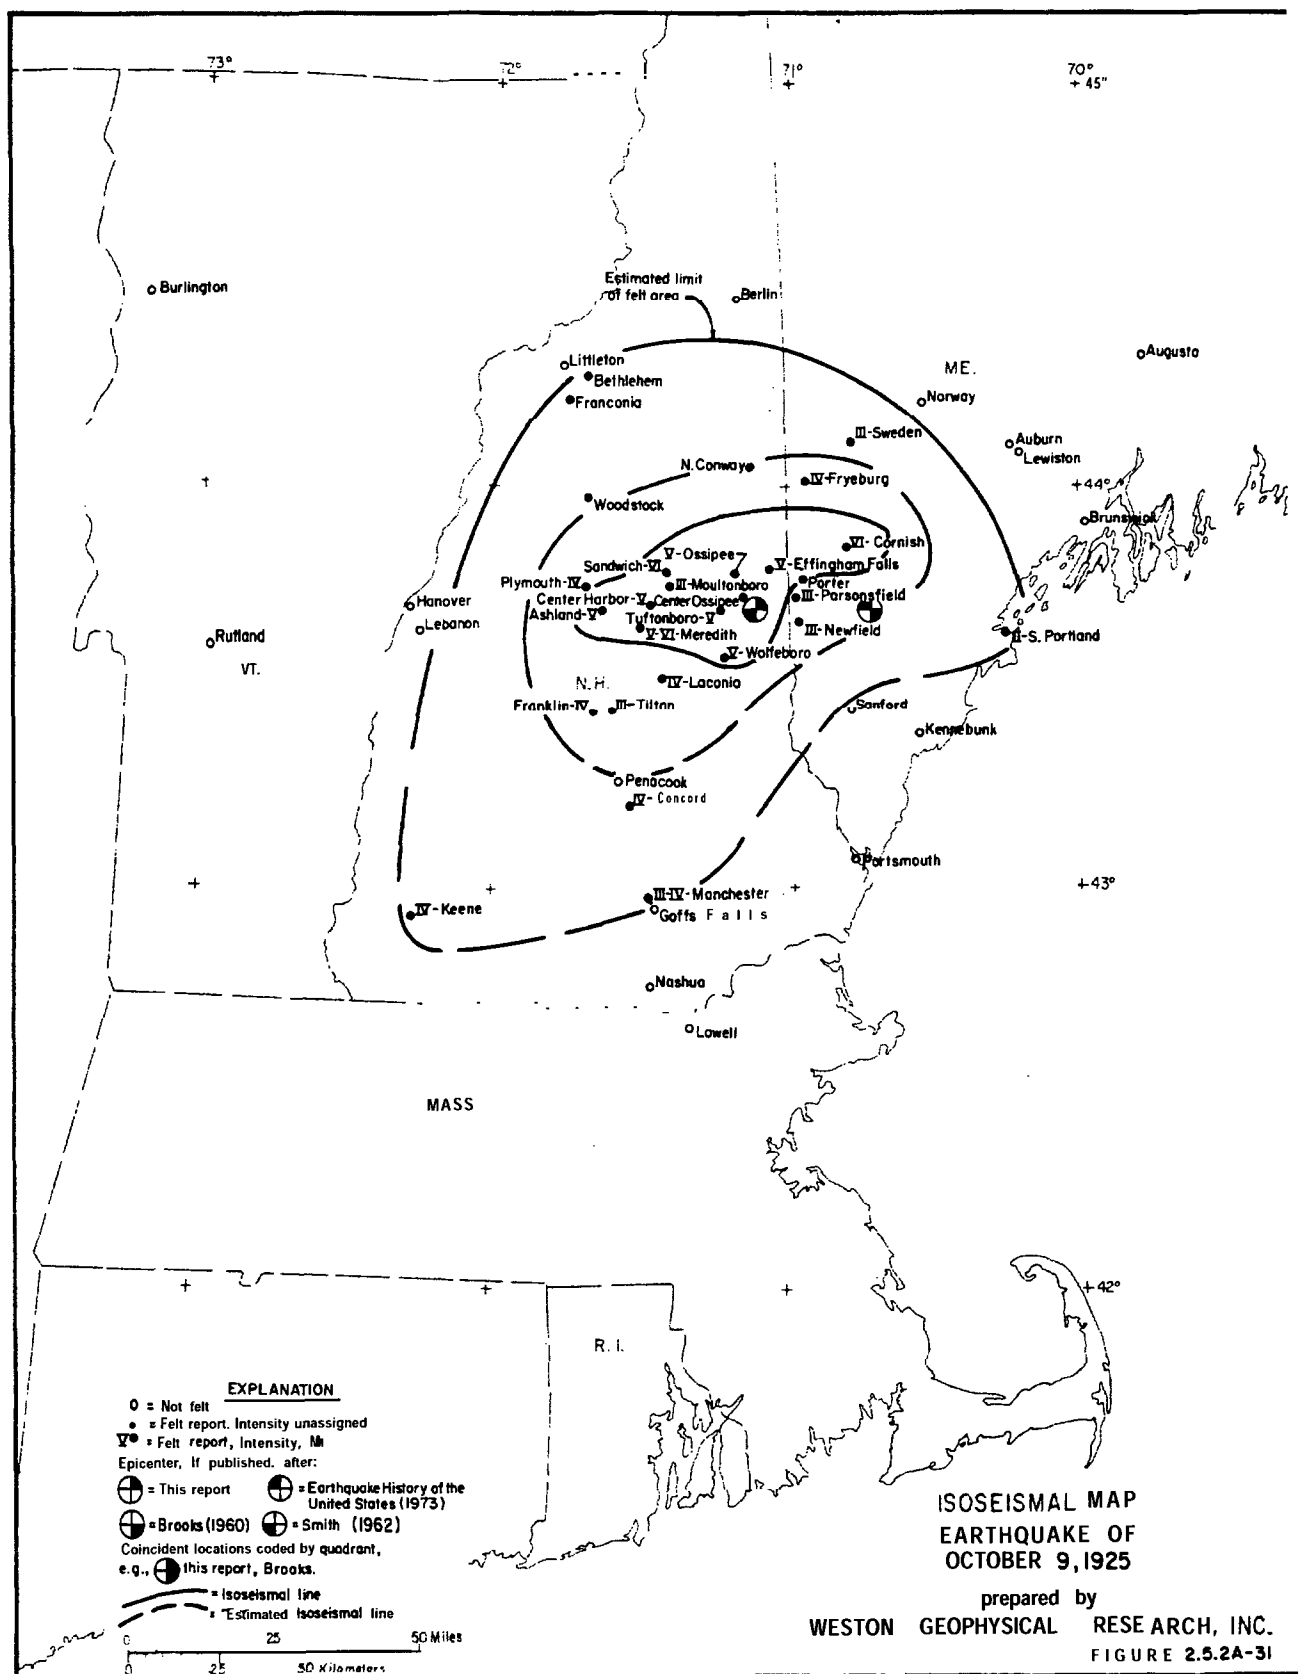 73°
72°
71°
70°
45"
Estimated limit
of felt area
Berlin
Burlington
Littleton
Bethlehem
Franconia
Augusta
ME.
Norway
III-Sweden
Auburn
Lewiston
N. Conway
IV-Fryeburg
44°
Woodstock
Brunswick
VI-Cornish
V-Ossipee
Sandwich-VI
V-Effingham Falls
Plymouth-IV
III-Moultonboro
Porter
Center Harbor-V
Center Ossipee
III-Parsonsfield
Hanover
Ashland-V
Tuftonboro-V
III-Newfield
Lebanon
V-VI-Meredith
II-S. Portland
Rutland
V-Wolfeboro
VT.
N.H.
IV-Laconia
Franklin-IV
III-Tilton
Sanford
Kennebunk
Penacook
IV-Concord
Portsmouth
43°
III-IV-Manchester
IV-Keene
Goffs Falls
Nashua
Lowell
MASS
42°
R. I.
EXPLANATION
O = Not felt
• = Felt report. Intensity unassigned
V• = Felt report, Intensity,
Epicenter, If published. after:
= This report
= Earthquake History of the
United States (1973)
= Brooks (1960)
= Smith (1962)
Coincident locations coded by quadrant,
e.g., this report, Brooks.
= Isoseismal line
= Estimated Isoseismal line
0 25 50 Miles
0 25 50 Kilometers
ISOSEISMAL MAP
EARTHQUAKE OF
OCTOBER 9, 1925
prepared by
WESTON GEOPHYSICAL RESEARCH, INC.
FIGURE 2.5.2A-31